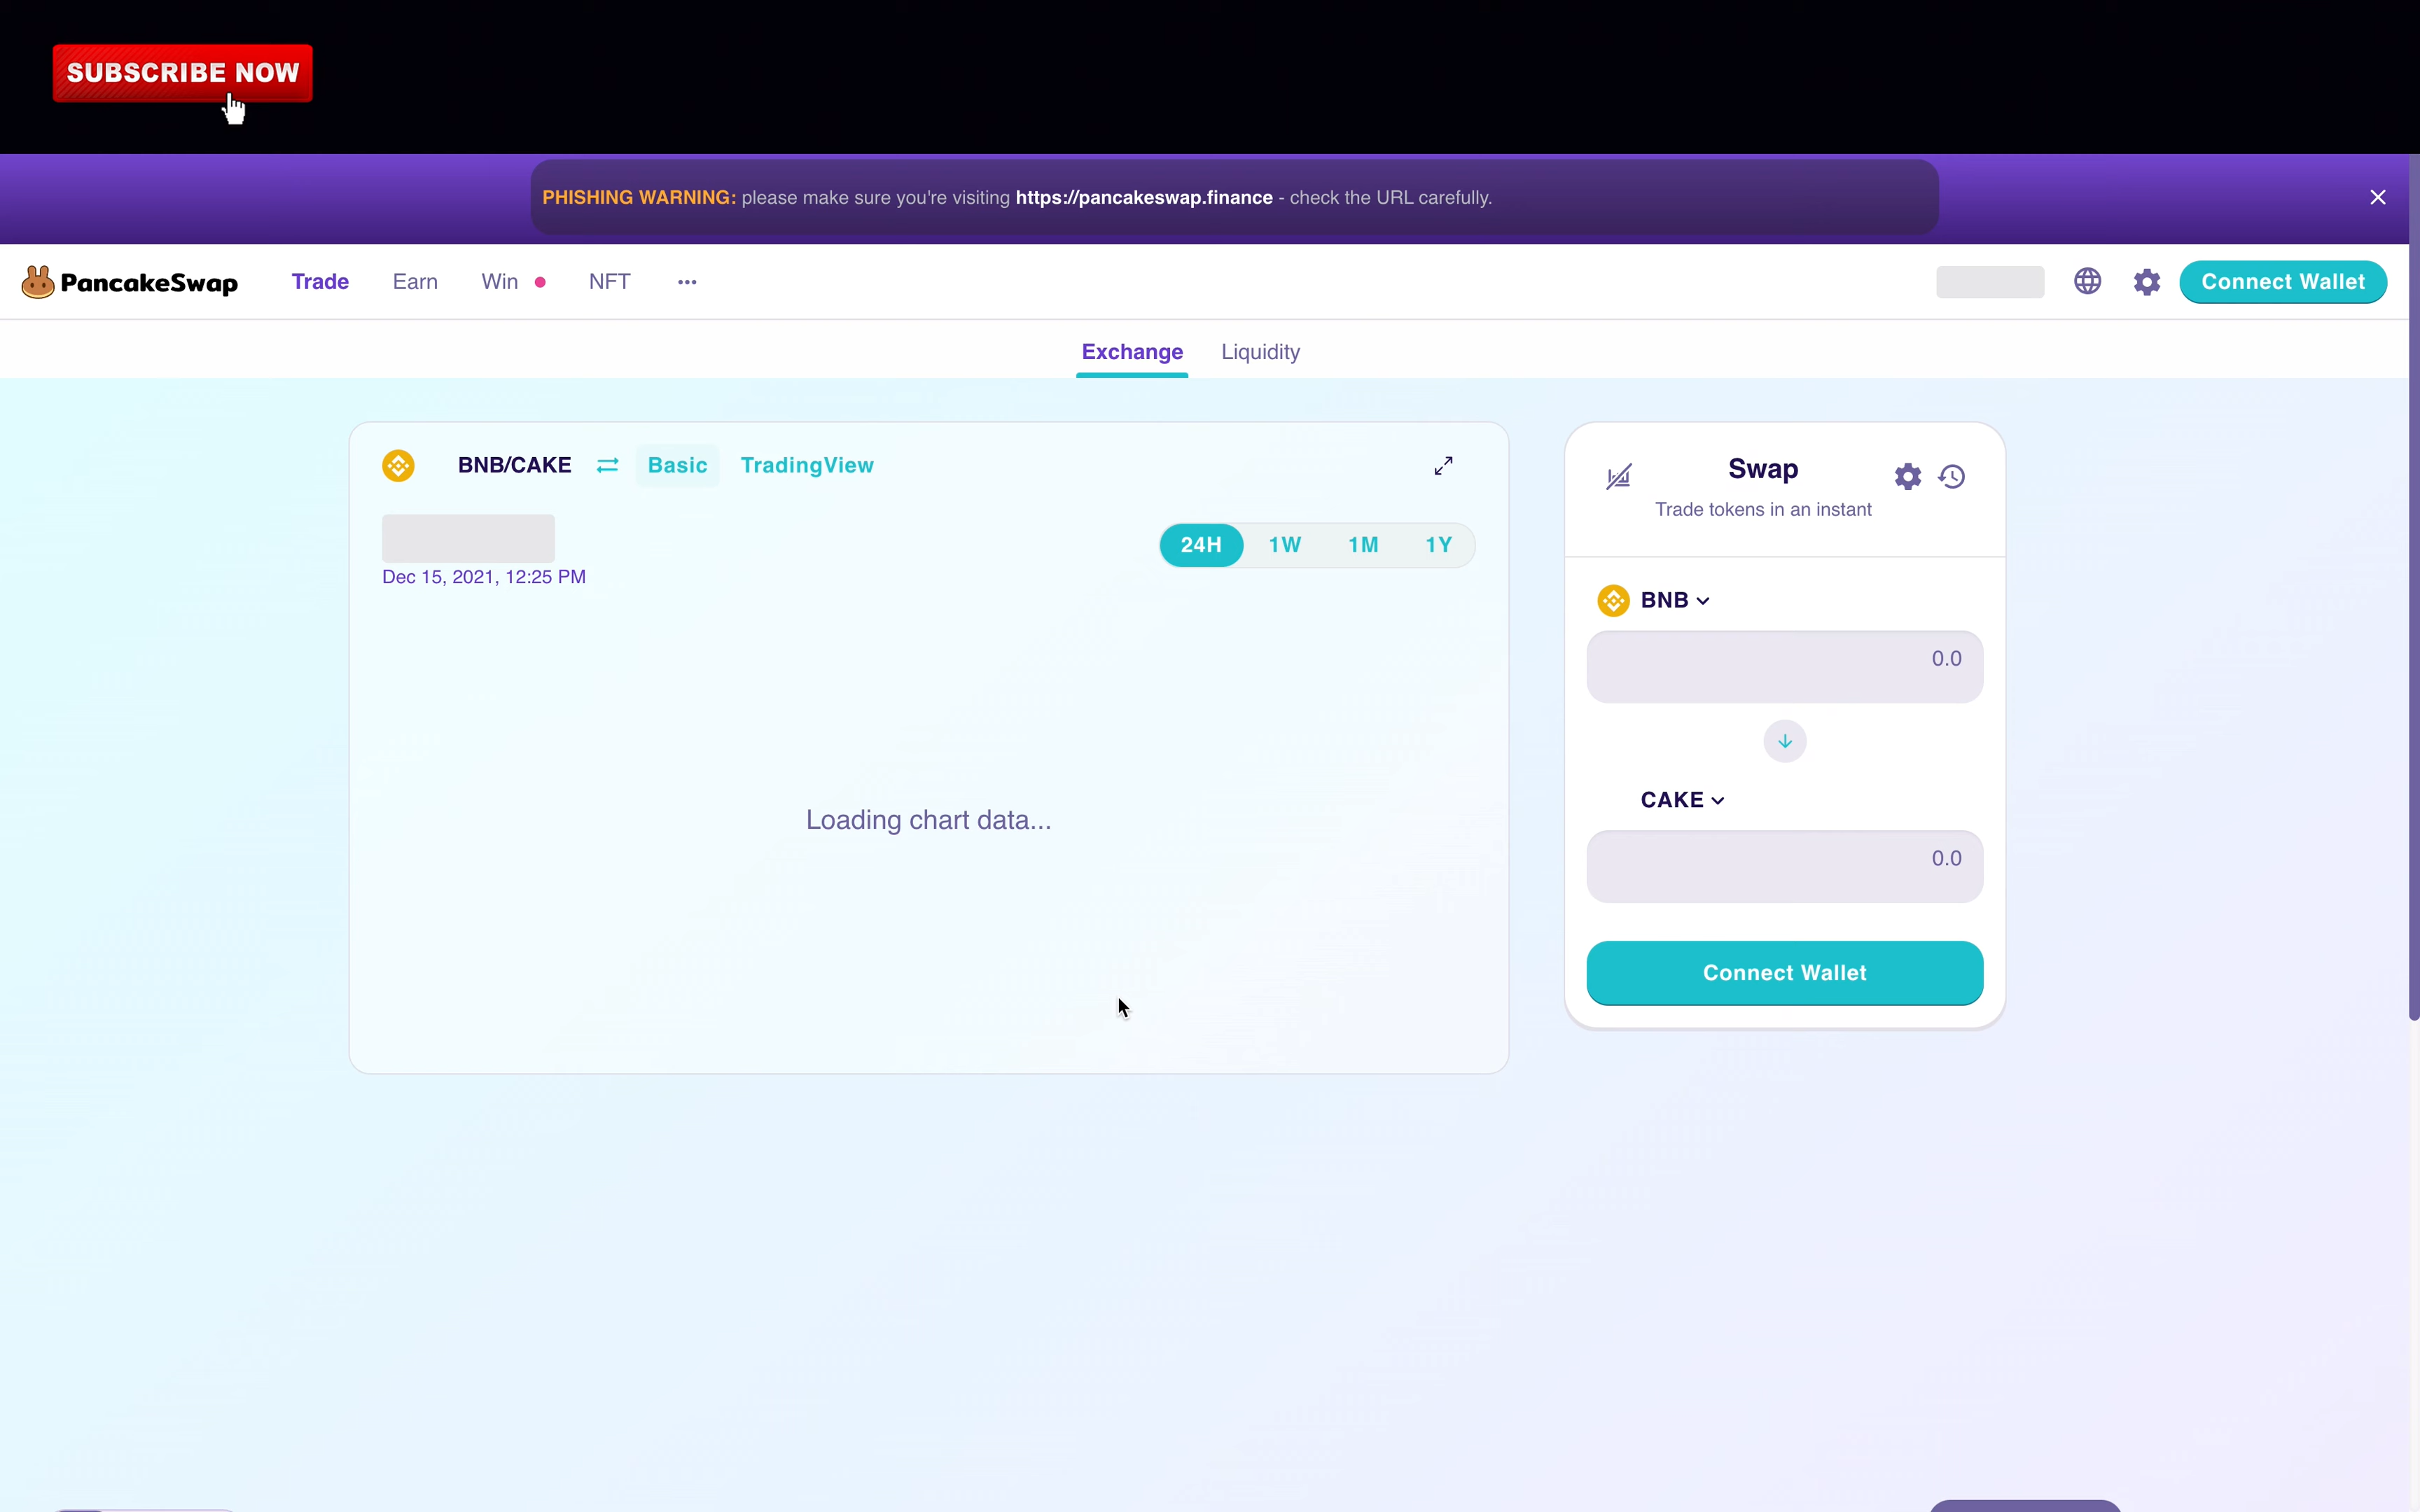 SUBSCRIBE NOW
PHISHING WARNING: please make sure you're visiting https://pancakeswap.finance - check the URL carefully.
PancakeSwap Trade Earn Win NFT Connect Wallet
Exchange Liquidity
BNB/CAKE Basic TradingView
24H 1W 1M 1Y
Dec 15, 2021, 12:25 PM
Loading chart data...
Swap
Trade tokens in an instant
BNB
0.0
CAKE
0.0
Connect Wallet